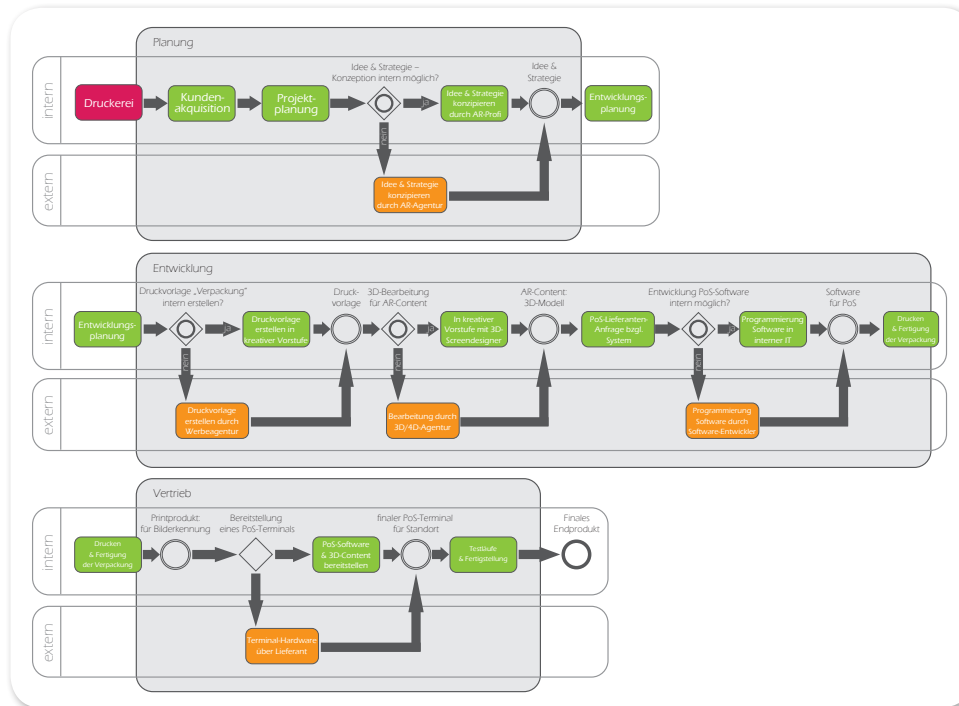 Planung
intern
Druckerei
Kunden-
akquisition
Projekt-
planung
Idee & Strategie –
Konzeption intern möglich?
ja
nein
Idee & Strategie
konzipieren
durch AR-Profi
Idee &
Strategie
Entwicklungs-
planung
extern
Idee & Strategie
konzipieren
durch AR-Agentur
Entwicklung
intern
Entwicklungs-
planung
Druckvorlage „Verpackung"
intern erstellen?
ja
nein
Druckvorlage
erstellen in
kreativer Vorstufe
Druck-
vorlage
3D-Bearbeitung
für AR-Content
ja
nein
In kreativer
Vorstufe mit 3D-
Screendesigner
AR-Content:
3D-Modell
PoS-Lieferanten-
Anfrage bzgl.
System
Entwicklung PoS-Software
intern möglich?
ja
nein
Programmierung
Software in
interner IT
Software
für PoS
Drucken
& Fertigung
der Verpackung
extern
Druckvorlage
erstellen durch
Werbeagentur
Bearbeitung durch
3D/4D-Agentur
Programmierung
Software durch
Software-Entwickler
Vertrieb
intern
Drucken
& Fertigung
der Verpackung
Printprodukt
für Bilderkennung
Bereitstellung
eines PoS-Terminals
PoS-Software
& 3D-Content
bereitstellen
finaler PoS-Terminal
für Standort
Testläufe
& Fertigstellung
Finales
Endprodukt
extern
Terminal-Hardware
über Lieferant